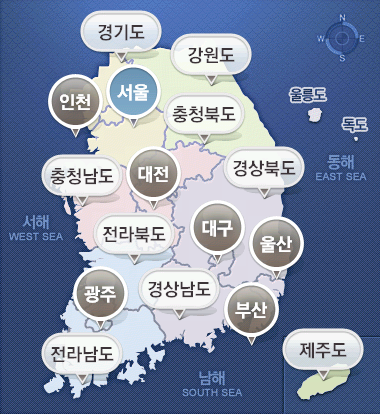 경기도
N
W
E
S
강원도
인천
서울
울릉도
충청북도
독도
동해
EAST SEA
충청남도
대전
경상북도
서해
WEST SEA
전라북도
대구
울산
광주
경상남도
부산
전라남도
제주도
남해
SOUTH SEA